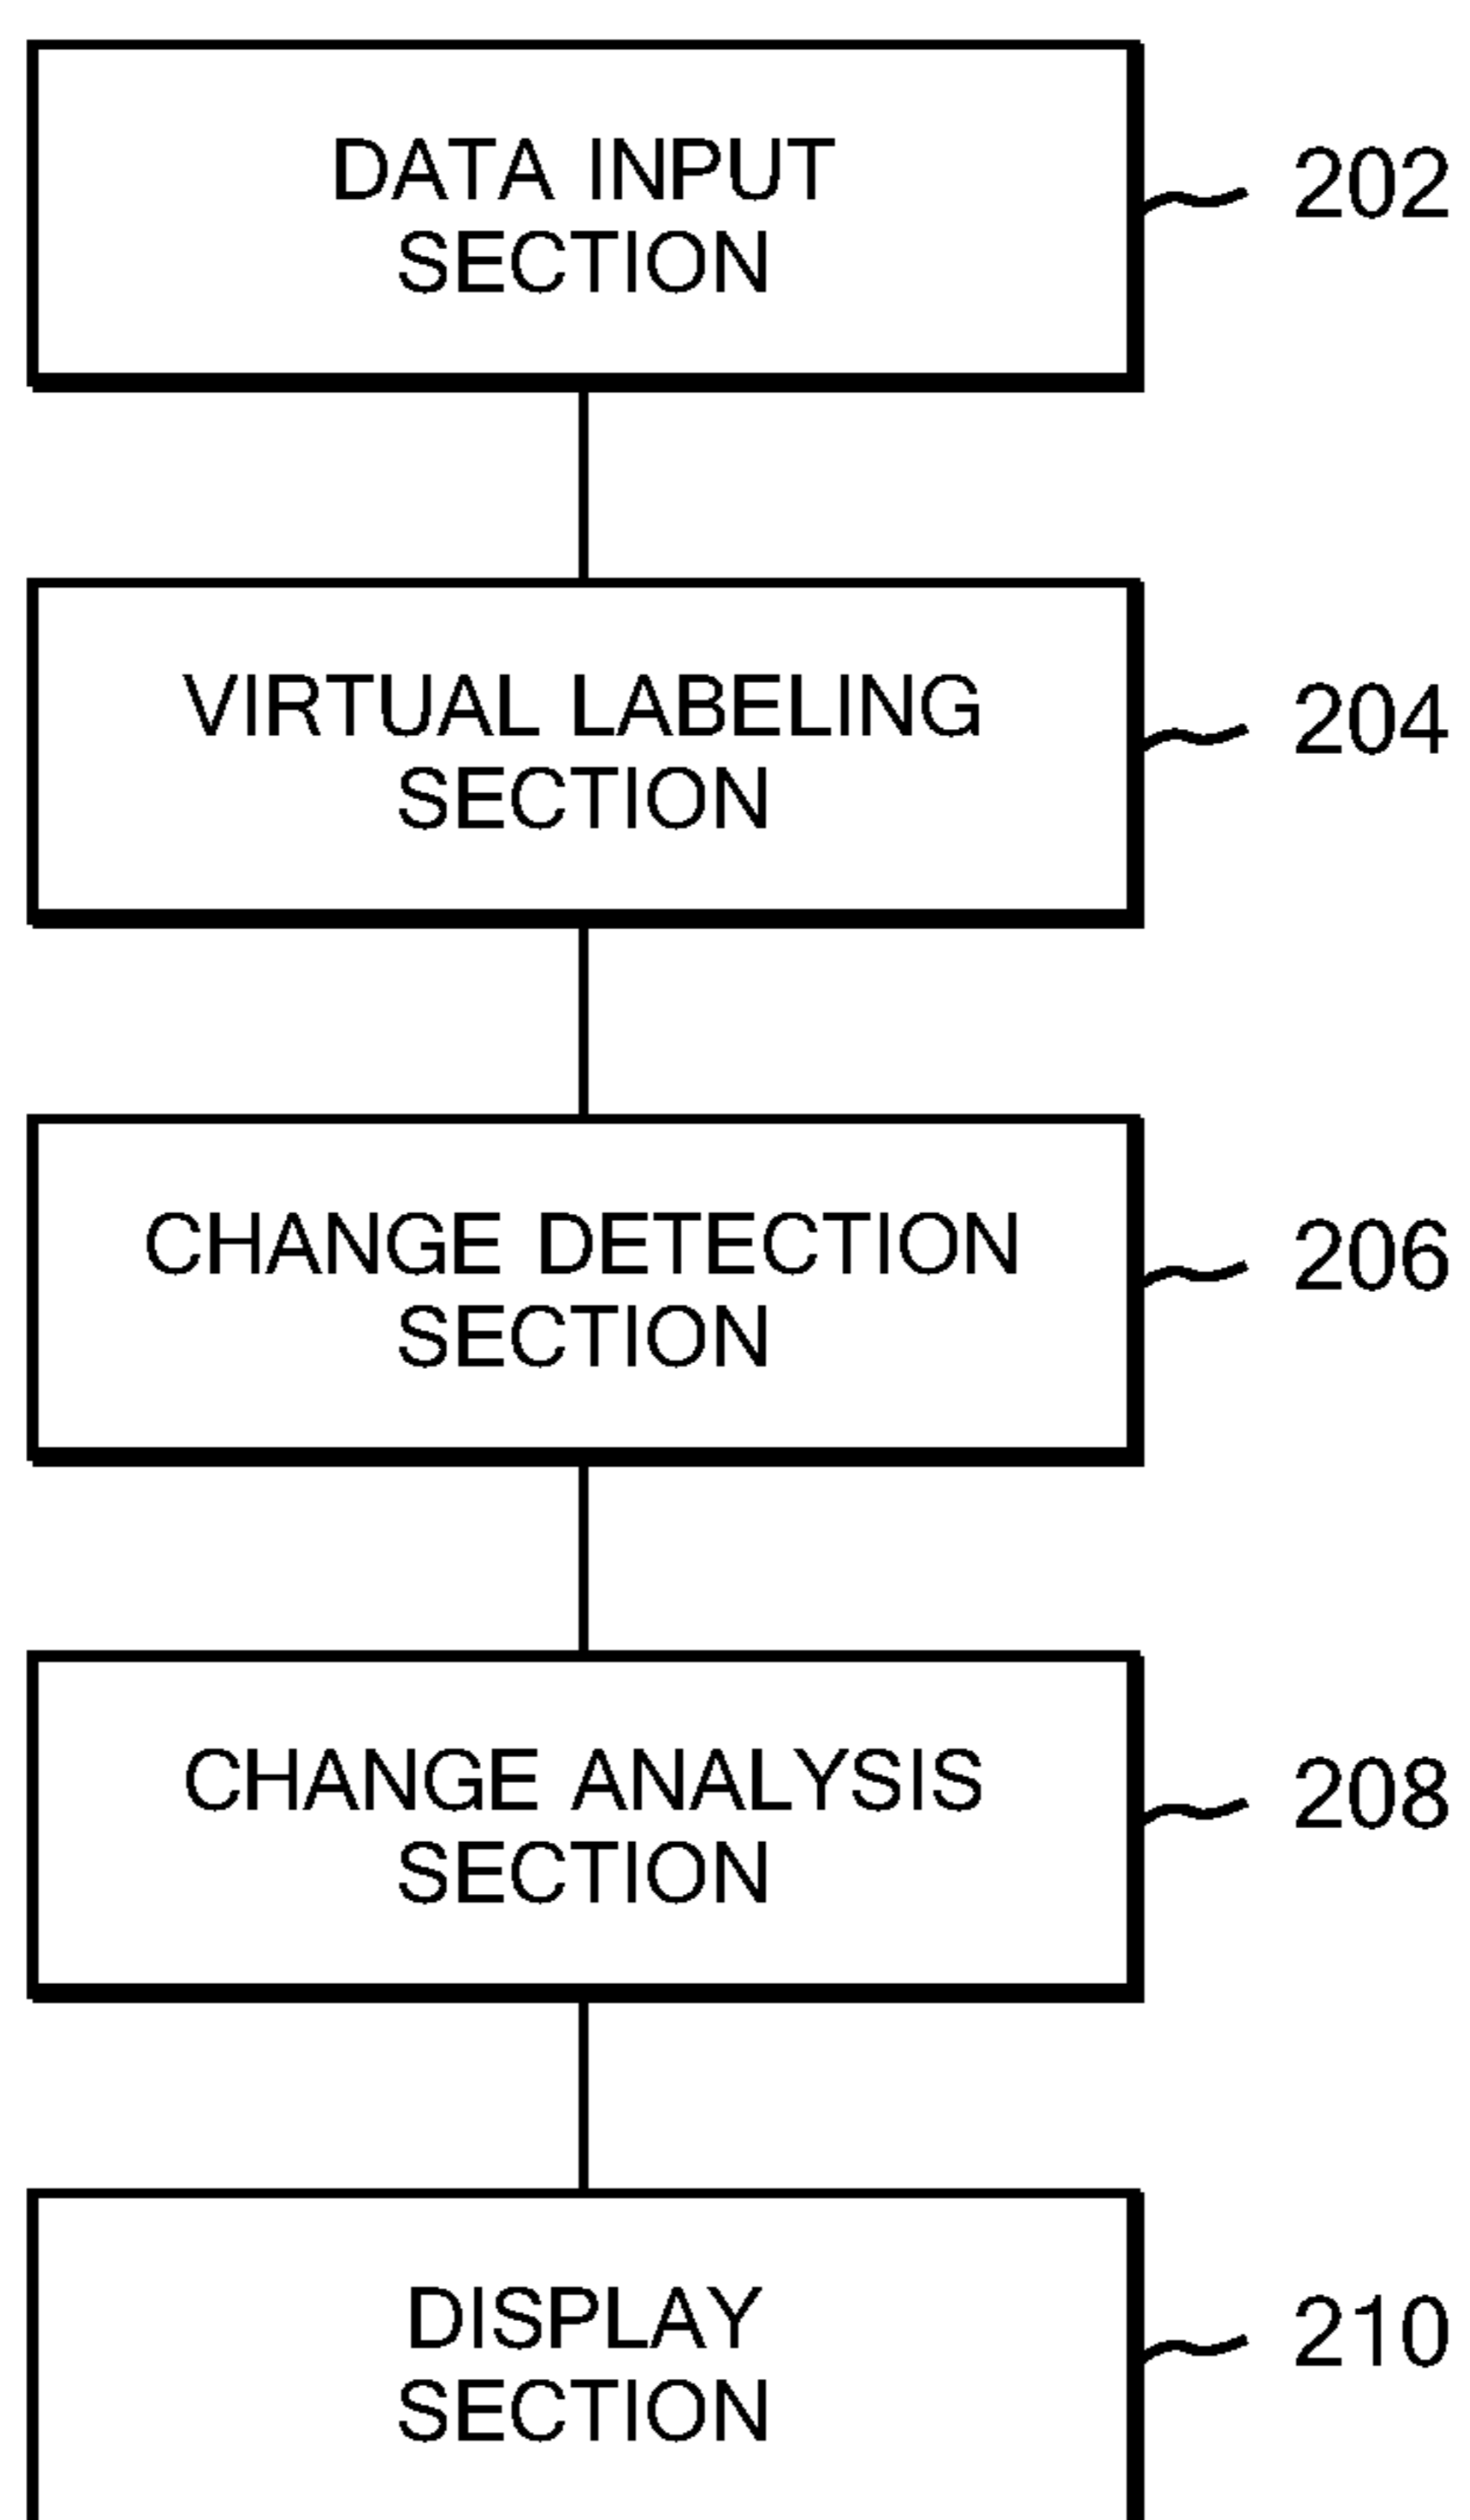 DATA INPUT
SECTION
202
VIRTUAL LABELING
SECTION
204
CHANGE DETECTION
SECTION
206
CHANGE ANALYSIS
SECTION
208
DISPLAY
SECTION
210